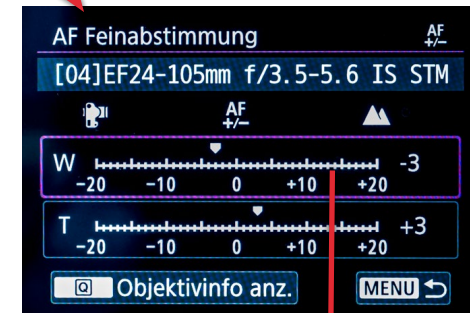 AF Feinabstimmung AF +/–
[04]EF24-105mm f/3.5-5.6 IS STM
AF +/–
W -3
-20 -10 0 +10 +20
T +3
-20 -10 0 +10 +20
Q Objektivinfo anz. MENU